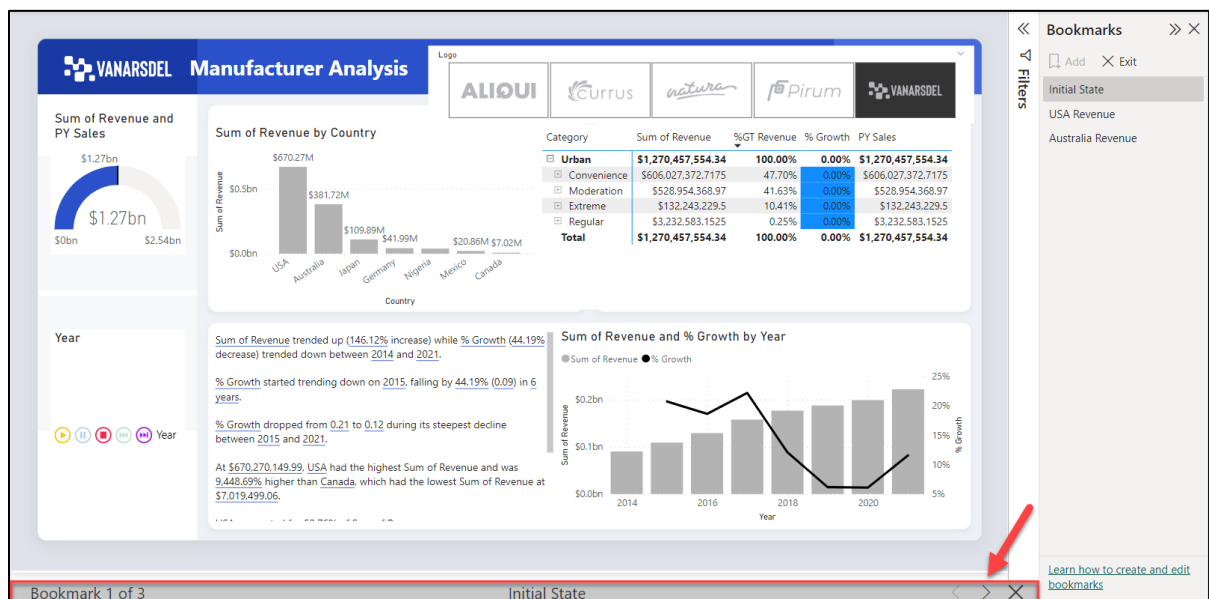 VANARSDEL Manufacturer Analysis
Logo
ALIQUI
Currus
natura
Pirum
VANARSDEL
Sum of Revenue and
PY Sales
$1.27bn
$1.27bn
$0bn $2.54bn
Sum of Revenue by Country
Sum of Revenue
$0.5bn
$0.0bn
$670.27M
$381.72M
$109.89M
$41.99M
$20.86M
$7.02M
USA
Australia
Japan
Germany
Nigeria
Mexico
Canada
Country
Category Sum of Revenue %GT Revenue % Growth PY Sales
Urban $1,270,457,554.34 100.00% 0.00% $1,270,457,554.34
Convenience $606,027,372.7175 47.70% 0.00% $606,027,372.7175
Moderation $528,954,368.97 41.63% 0.00% $528,954,368.97
Extreme $132,243,229.5 10.41% 0.00% $132,243,229.5
Regular $3,232,583.1525 0.25% 0.00% $3,232,583.1525
Total $1,270,457,554.34 100.00% 0.00% $1,270,457,554.34
Year
Year
Sum of Revenue trended up (146.12% increase) while % Growth (44.19%
decrease) trended down between 2014 and 2021.
% Growth started trending down on 2015, falling by 44.19% (0.09) in 6
years.
% Growth dropped from 0.21 to 0.12 during its steepest decline
between 2015 and 2021.
At $670,270,149.99, USA had the highest Sum of Revenue and was
9,448.69% higher than Canada, which had the lowest Sum of Revenue at
$7,019,499.06.
Sum of Revenue and % Growth by Year
Sum of Revenue % Growth
Sum of Revenue
$0.2bn
$0.1bn
$0.0bn
25%
20%
15%
10%
5%
% Growth
2014 2016 2018 2020
Year
Bookmark 1 of 3 Initial State
Filters
Bookmarks
Add Exit
Initial State
USA Revenue
Australia Revenue
Learn how to create and edit
bookmarks